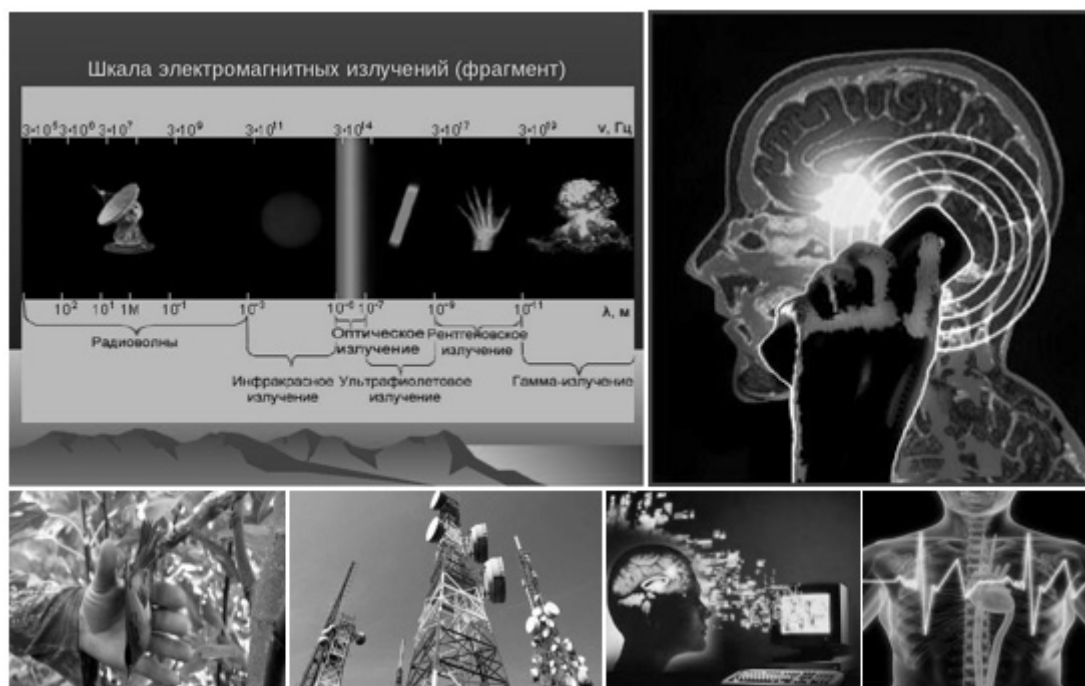 Шкала электромагнитных излучений (фрагмент)
3·10⁵ 3·10⁶ 3·10⁷ 3·10⁹ 3·10¹¹ 3·10¹⁴ 3·10¹⁷ 3·10¹⁹ ν, Гц
10² 10¹ 1М 10⁻¹ 10⁻³ 10⁻⁶ 10⁻⁷ 10⁻⁹ 10⁻¹¹ λ, м
Радиоволны
Оптическое
излучение
Рентгеновское
излучение
Инфракрасное
излучение
Ультрафиолетовое
излучение
Гамма-излучение